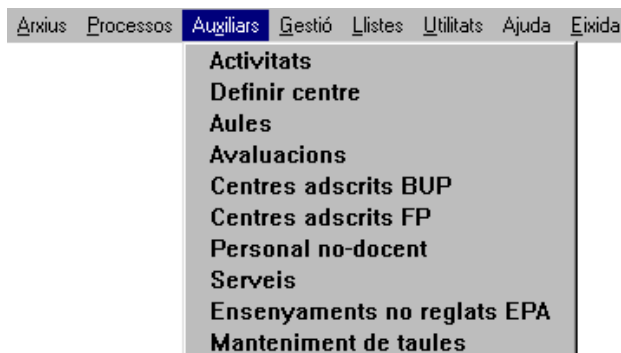 Arxius Processos Auxiliars Gestió Llistes Utilitats Ajuda Eixida
Activitats
Definir centre
Aules
Avaluacions
Centres adscrits BUP
Centres adscrits FP
Personal no-docent
Serveis
Ensenyaments no reglats EPA
Manteniment de taules